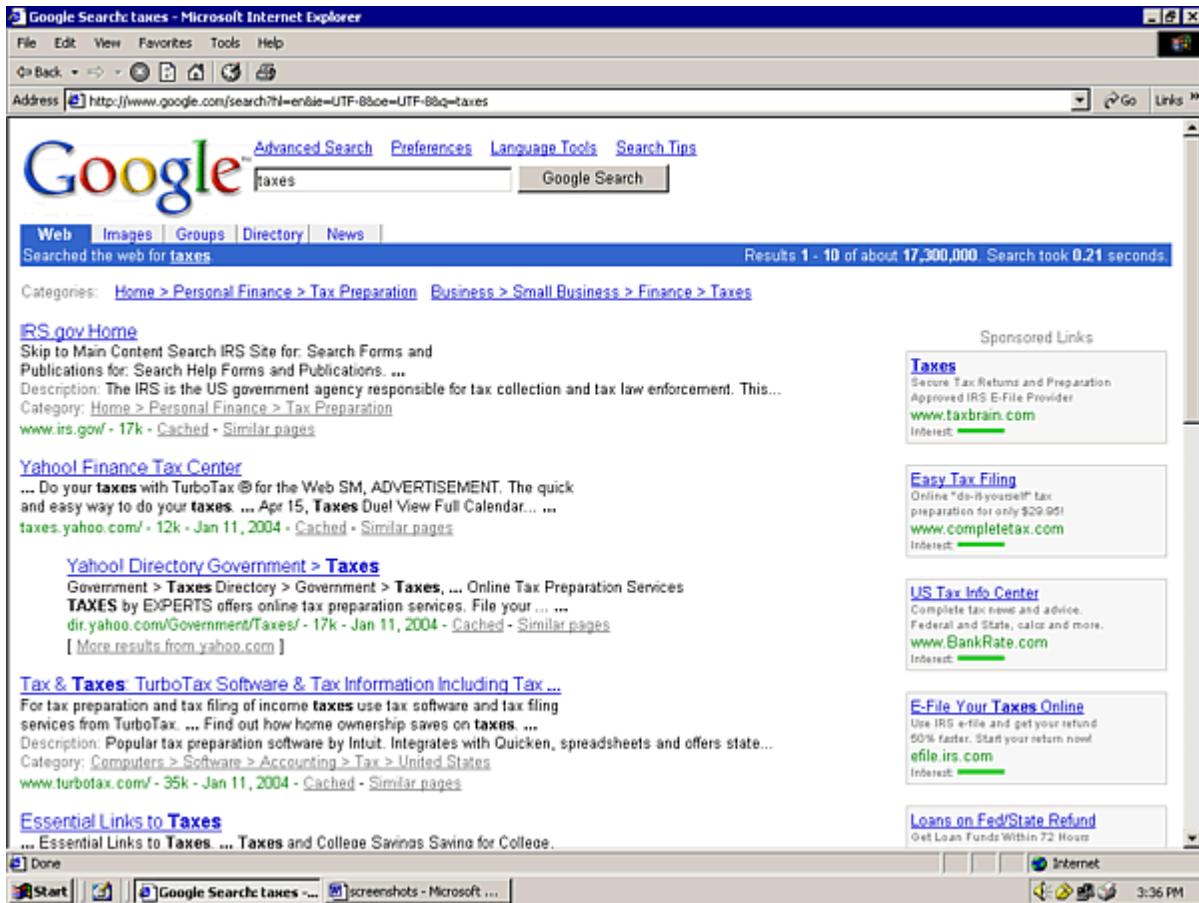 Google Search: taxes - Microsoft Internet Explorer
File Edit View Favorites Tools Help
Back
Address http://www.google.com/search?hl=en&ie=UTF-8&oe=UTF-8&q=taxes Go Links »
Google™
Advanced Search Preferences Language Tools Search Tips
taxes Google Search
Web Images Groups Directory News
Searched the web for taxes. Results 1 - 10 of about 17,300,000. Search took 0.21 seconds.
Categories: Home > Personal Finance > Tax Preparation Business > Small Business > Finance > Taxes
IRS.gov Home
Skip to Main Content Search IRS Site for: Search Forms and
Publications for: Search Help Forms and Publications. ...
Description: The IRS is the US government agency responsible for tax collection and tax law enforcement. This...
Category: Home > Personal Finance > Tax Preparation
www.irs.gov/ - 17k - Cached - Similar pages
Yahoo! Finance Tax Center
... Do your taxes with TurboTax ® for the Web SM, ADVERTISEMENT. The quick
and easy way to do your taxes. ... Apr 15, Taxes Due! View Full Calendar... ...
taxes.yahoo.com/ - 12k - Jan 11, 2004 - Cached - Similar pages
Yahoo! Directory Government > Taxes
Government > Taxes Directory > Government > Taxes, ... Online Tax Preparation Services
TAXES by EXPERTS offers online tax preparation services. File your ... ...
dir.yahoo.com/Government/Taxes/ - 17k - Jan 11, 2004 - Cached - Similar pages
[ More results from yahoo.com ]
Tax & Taxes: TurboTax Software & Tax Information Including Tax ...
For tax preparation and tax filing of income taxes use tax software and tax filing
services from TurboTax. ... Find out how home ownership saves on taxes. ...
Description: Popular tax preparation software by Intuit. Integrates with Quicken, spreadsheets and offers state...
Category: Computers > Software > Accounting > Tax > United States
www.turbotax.com/ - 35k - Jan 11, 2004 - Cached - Similar pages
Essential Links to Taxes
... Essential Links to Taxes. ... Taxes and College Savings Saving for College.
Sponsored Links
Taxes
Secure Tax Returns and Preparation
Approved IRS E-File Provider
www.taxbrain.com
Interest:
Easy Tax Filing
Online "do-it-yourself" tax
preparation for only $29.95!
www.completetax.com
Interest:
US Tax Info Center
Complete tax news and advice.
Federal and State, calcs and more.
www.BankRate.com
Interest:
E-File Your Taxes Online
Use IRS e-file and get your refund
50% faster. Start your return now!
efile.irs.com
Interest:
Loans on Fed/State Refund
Get Loan Funds Within 72 Hours
Done Internet
Start Google Search: taxes -... screenshots - Microsoft ... 3:36 PM